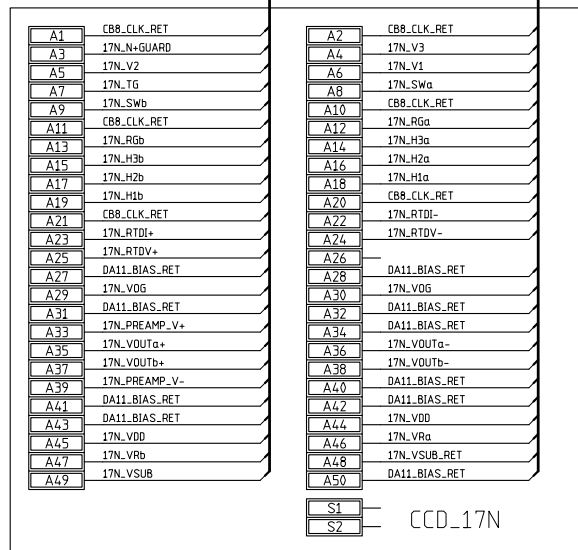 A1 CB8_CLK_RET
A3 17N_N+GUARD
A5 17N_V2
A7 17N_TG
A9 17N_SWb
A11 CB8_CLK_RET
A13 17N_RGb
A15 17N_H3b
A17 17N_H2b
A19 17N_H1b
A21 CB8_CLK_RET
A23 17N_RTDI+
A25 17N_RTDV+
A27 DA11_BIAS_RET
A29 17N_VOG
A31 DA11_BIAS_RET
A33 17N_PREAMP_V+
A35 17N_VOUTa+
A37 17N_VOUTb+
A39 17N_PREAMP_V-
A41 DA11_BIAS_RET
A43 DA11_BIAS_RET
A45 17N_VDD
A47 17N_VRb
A49 17N_VSUB
A2 CB8_CLK_RET
A4 17N_V3
A6 17N_V1
A8 17N_SWa
A10 CB8_CLK_RET
A12 17N_RGa
A14 17N_H3a
A16 17N_H2a
A18 17N_H1a
A20 CB8_CLK_RET
A22 17N_RTDI-
A24 17N_RTDV-
A26
A28 DA11_BIAS_RET
A30 17N_VOG
A32 DA11_BIAS_RET
A34 DA11_BIAS_RET
A36 17N_VOUTa-
A38 17N_VOUTb-
A40 DA11_BIAS_RET
A42 DA11_BIAS_RET
A44 17N_VDD
A46 17N_VRa
A48 17N_VSUB_RET
A50 DA11_BIAS_RET
S1
S2
CCD_17N